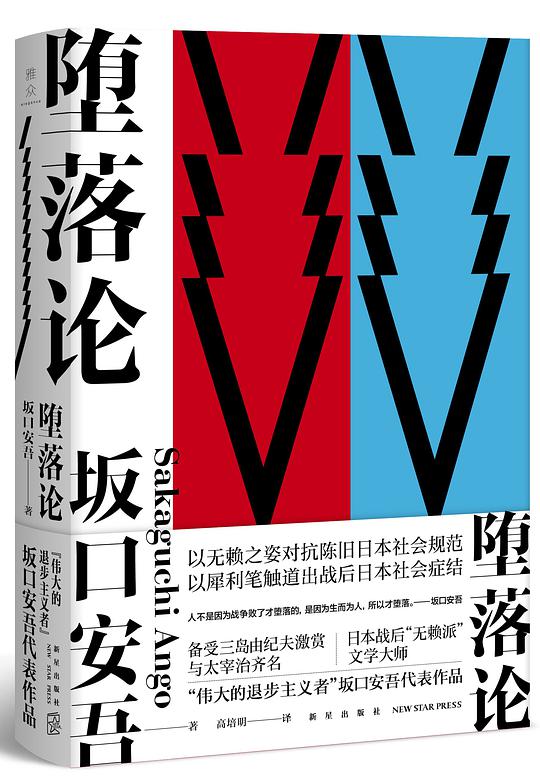 雅众
堕落论
坂口安吾——著
『伟大的
退步主义者』
坂口安吾代表作品
新星出版社
NEW STAR PRESS
堕落论
坂口安吾
Sakaguchi Ango
堕落论
以无赖之姿对抗陈旧日本社会规范
以犀利笔触道出战后日本社会症结
人不是因为战争败了才堕落的，是因为生而为人，所以才堕落。——坂口安吾
备受三岛由纪夫激赏
与太宰治齐名
日本战后“无赖派”
文学大师
“伟大的退步主义者”坂口安吾代表作品
——著 高培明——译 新星出版社 NEW STAR PRESS